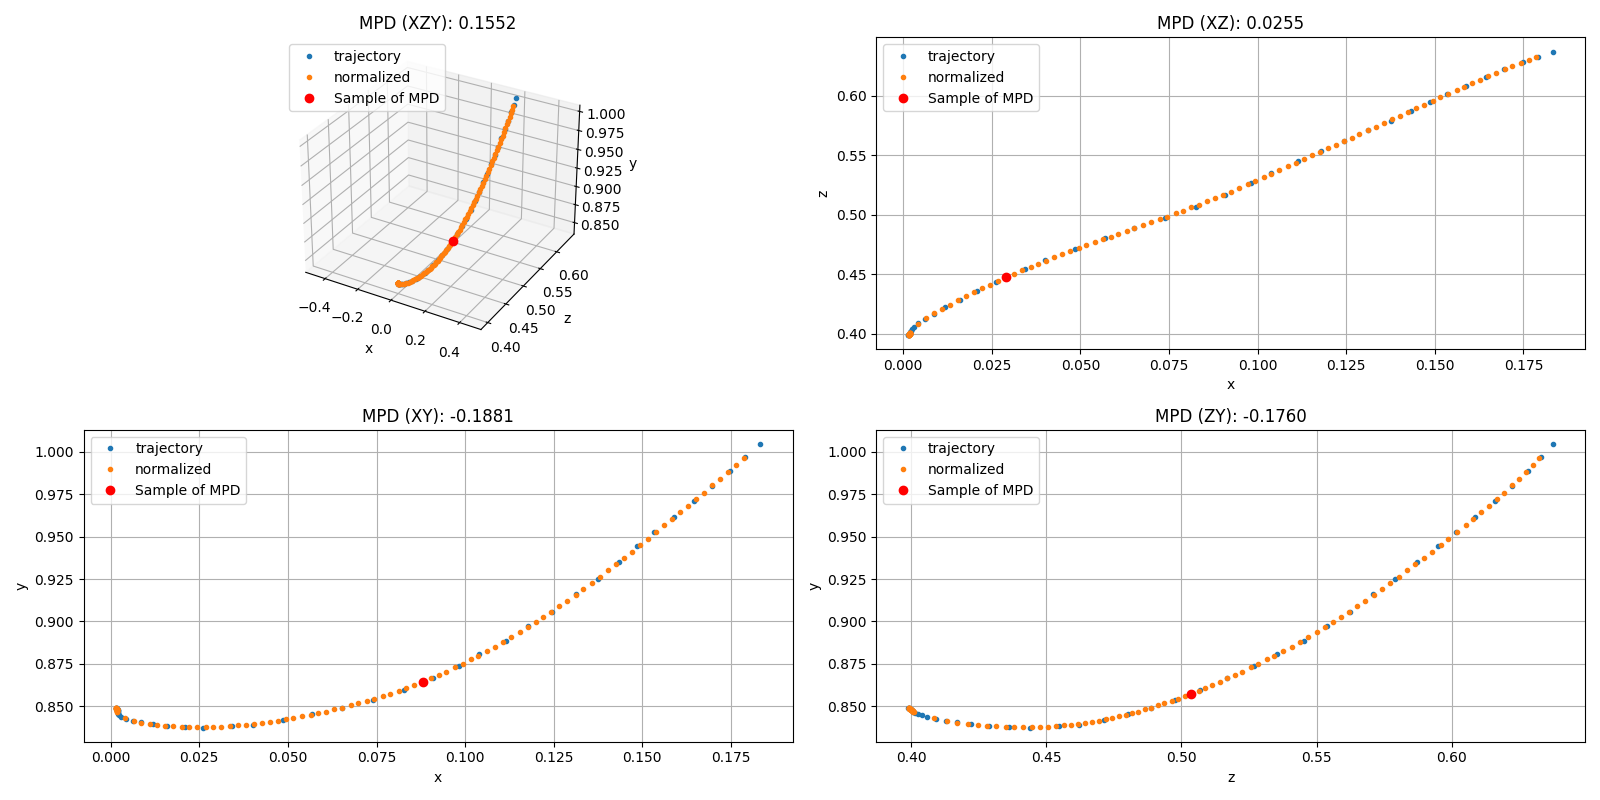 MPD (XZY): 0.1552
trajectory
normalized
Sample of MPD
1.000
0.975
0.950
0.925
0.900
0.875
0.850
y
−0.4
−0.2
0.0
0.2
0.4
x
0.40
0.45
0.50
0.55
0.60
z
MPD (XZ): 0.0255
trajectory
normalized
Sample of MPD
0.60
0.55
0.50
0.45
0.40
z
0.000 0.025 0.050 0.075 0.100 0.125 0.150 0.175
x
MPD (XY): -0.1881
trajectory
normalized
Sample of MPD
1.000
0.975
0.950
0.925
0.900
0.875
0.850
y
0.000 0.025 0.050 0.075 0.100 0.125 0.150 0.175
x
MPD (ZY): -0.1760
trajectory
normalized
Sample of MPD
1.000
0.975
0.950
0.925
0.900
0.875
0.850
y
0.40 0.45 0.50 0.55 0.60
z